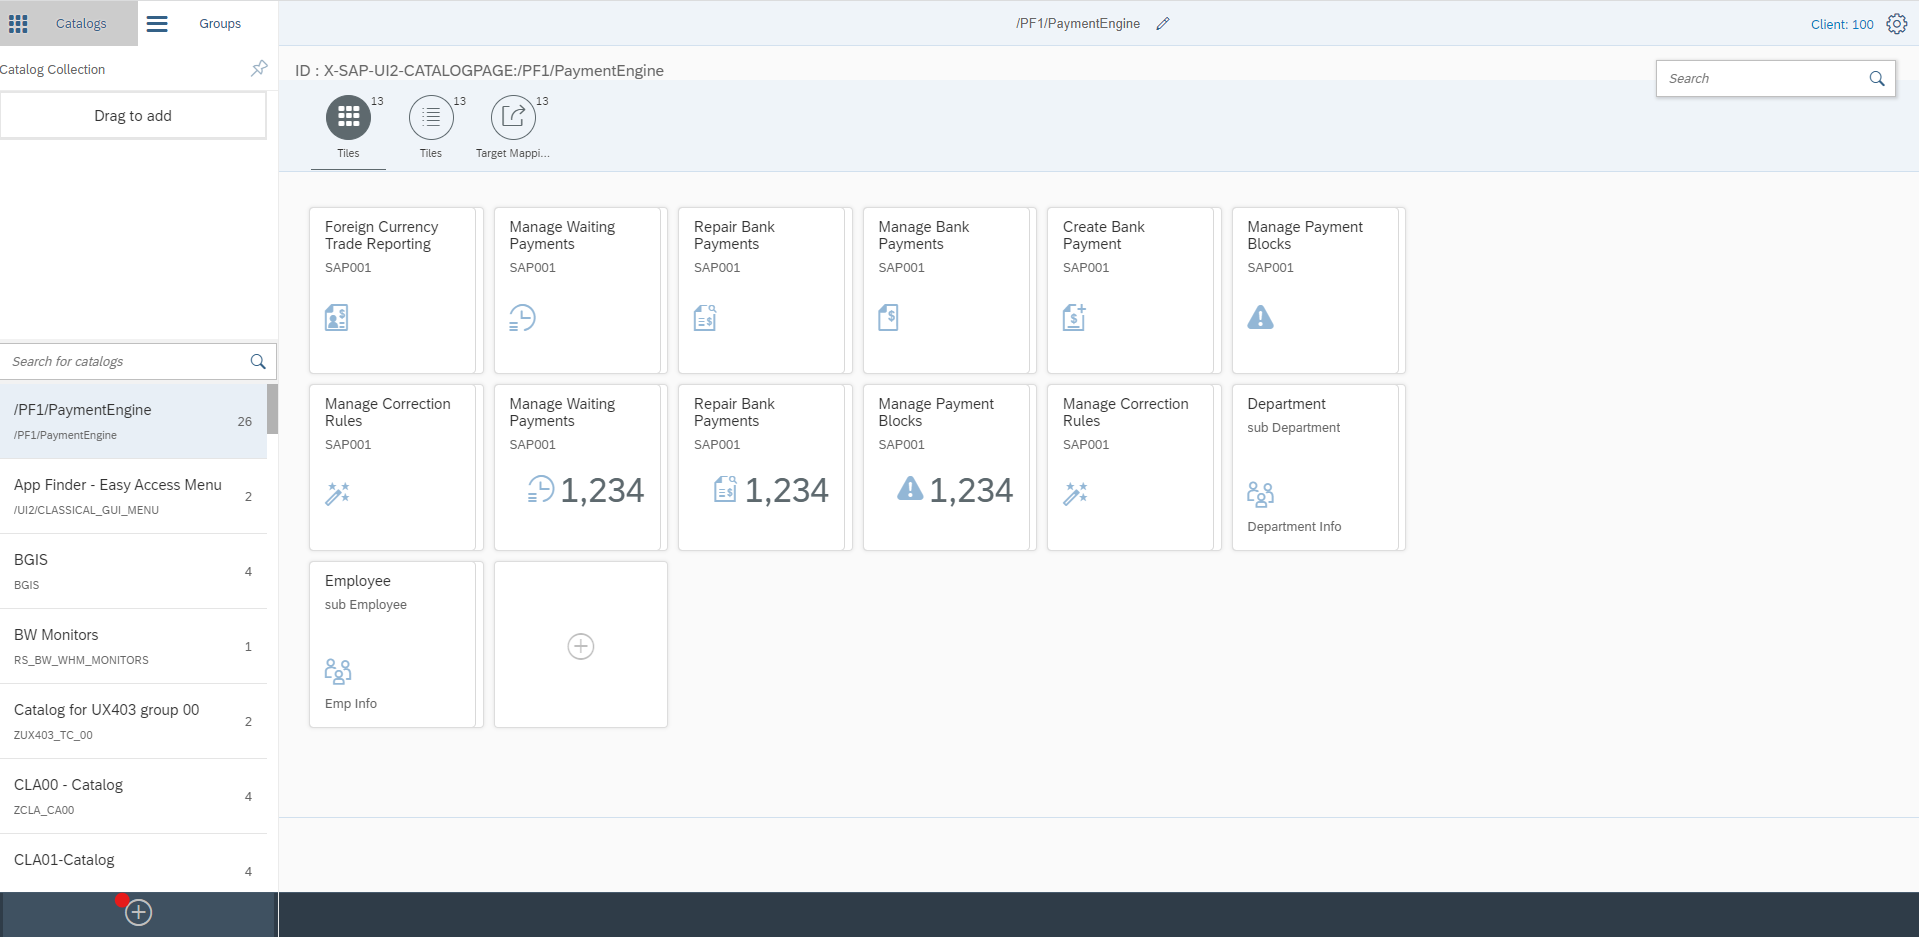 Catalogs
Groups
/PF1/PaymentEngine
Client: 100
Catalog Collection
Drag to add
ID : X-SAP-UI2-CATALOGPAGE:/PF1/PaymentEngine
Search
13
13
13
Tiles
Tiles
Target Mappi...
Search for catalogs
/PF1/PaymentEngine
26
/PF1/PaymentEngine
App Finder - Easy Access Menu
2
/UI2/CLASSICAL_GUI_MENU
BGIS
4
BGIS
BW Monitors
1
RS_BW_WHM_MONITORS
Catalog for UX403 group 00
2
ZUX403_TC_00
CLA00 - Catalog
4
ZCLA_CA00
CLA01-Catalog
4
Foreign Currency
Trade Reporting
SAP001
Manage Waiting
Payments
SAP001
Repair Bank
Payments
SAP001
Manage Bank
Payments
SAP001
Create Bank
Payment
SAP001
Manage Payment
Blocks
SAP001
Manage Correction
Rules
SAP001
Manage Waiting
Payments
SAP001
1,234
Repair Bank
Payments
SAP001
1,234
Manage Payment
Blocks
SAP001
1,234
Manage Correction
Rules
SAP001
Department
sub Department
Department Info
Employee
sub Employee
Emp Info